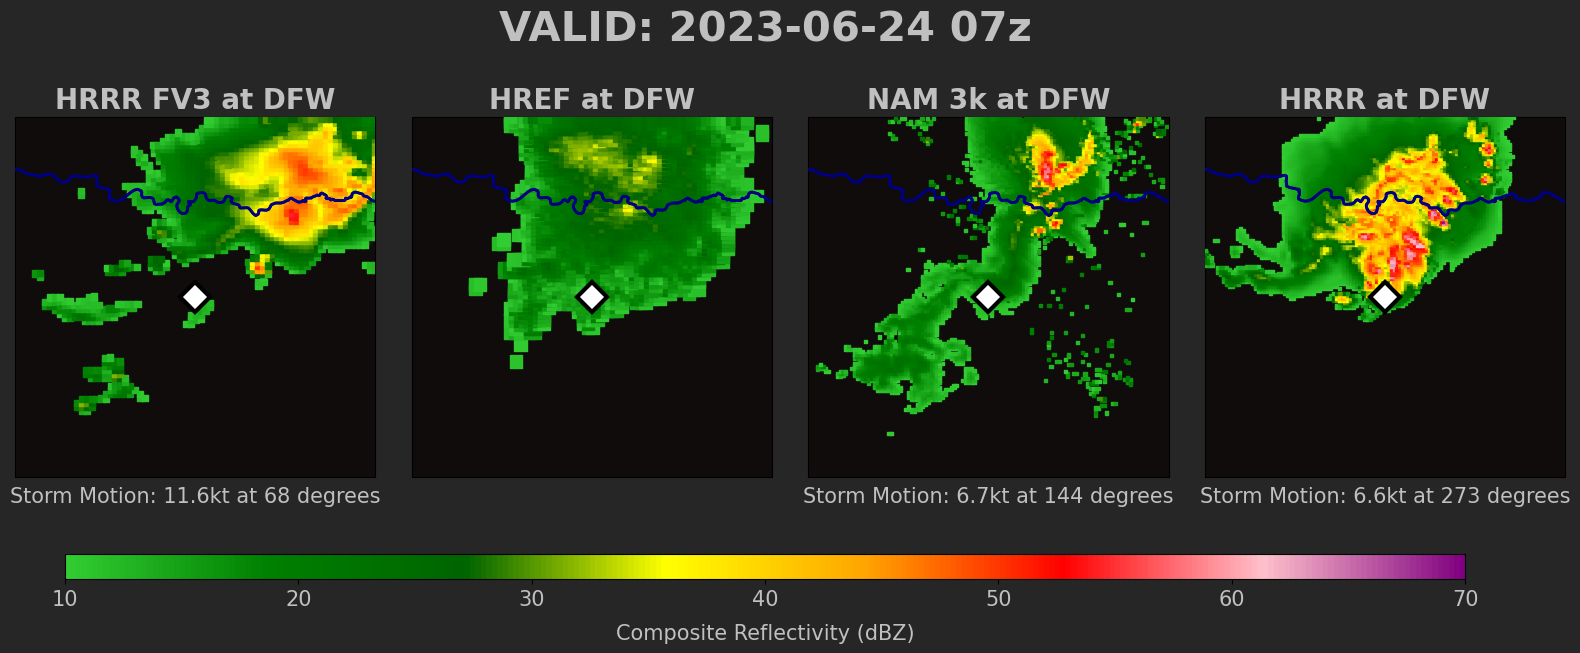 VALID: 2023-06-24 07z
HRRR FV3 at DFW
HREF at DFW
NAM 3k at DFW
HRRR at DFW
Storm Motion: 11.6kt at 68 degrees
Storm Motion: 6.7kt at 144 degrees
Storm Motion: 6.6kt at 273 degrees
10 20 30 40 50 60 70
Composite Reflectivity (dBZ)